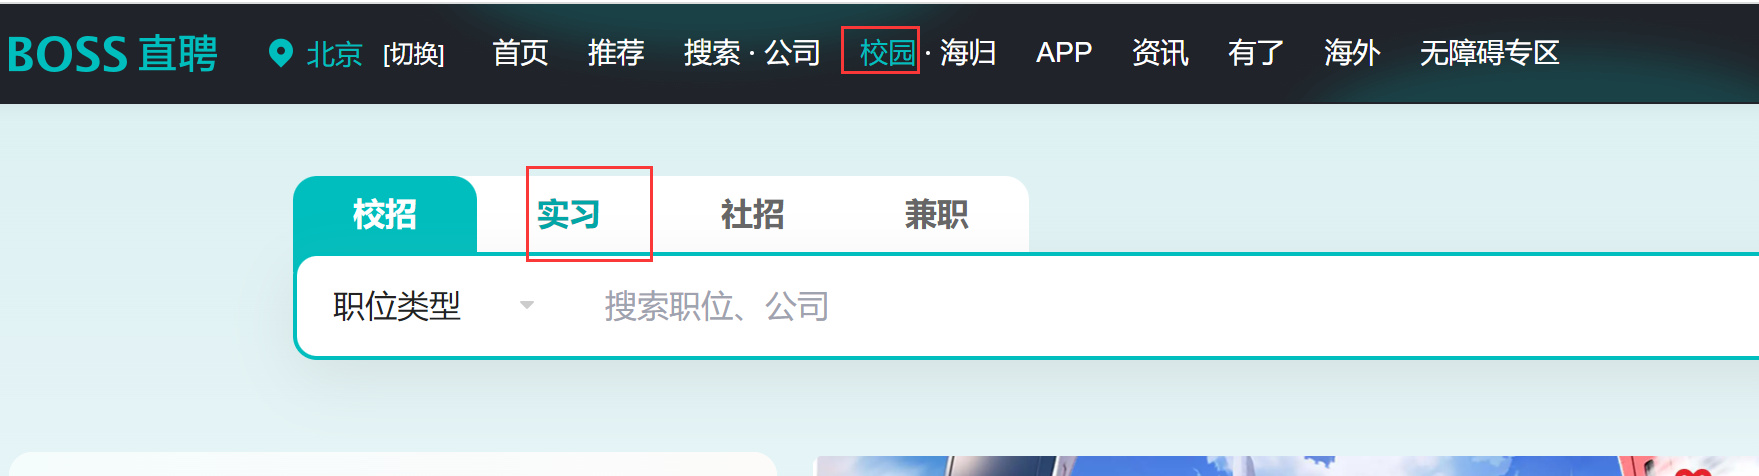 BOSS 直聘 北京 [切换] 首页 推荐 搜索 · 公司 校园 · 海归 APP 资讯 有了 海外 无障碍专区
校招 实习 社招 兼职
职位类型 搜索职位、公司